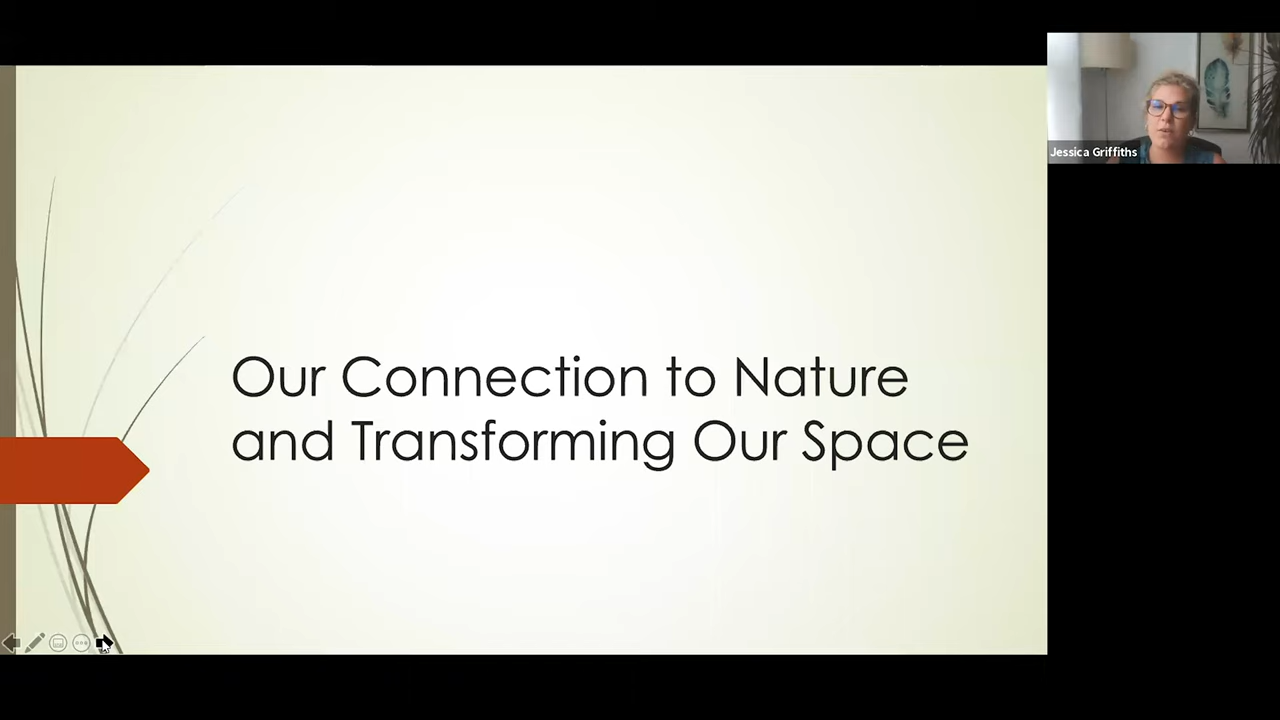 Our Connection to Nature
and Transforming Our Space
Jessica Griffiths